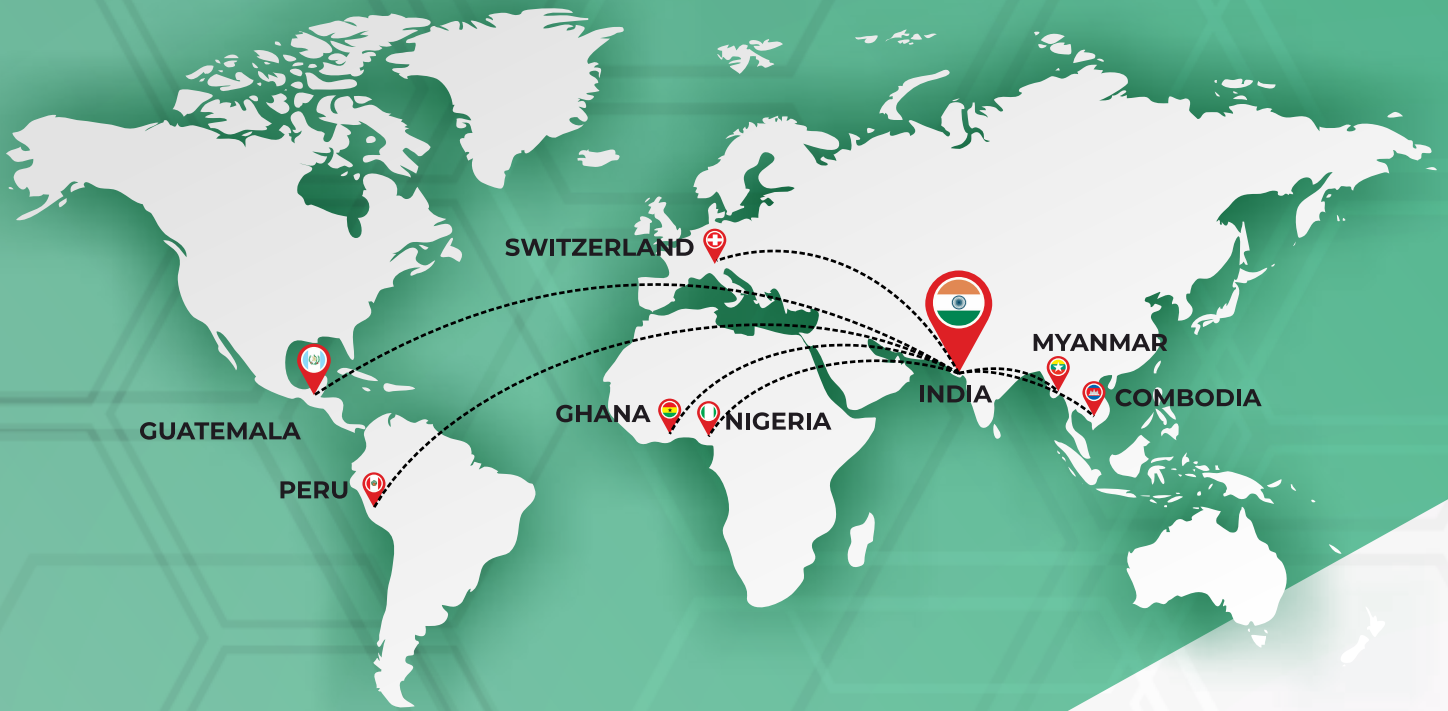 SWITZERLAND
MYANMAR
INDIA
COMBODIA
GHANA
NIGERIA
GUATEMALA
PERU